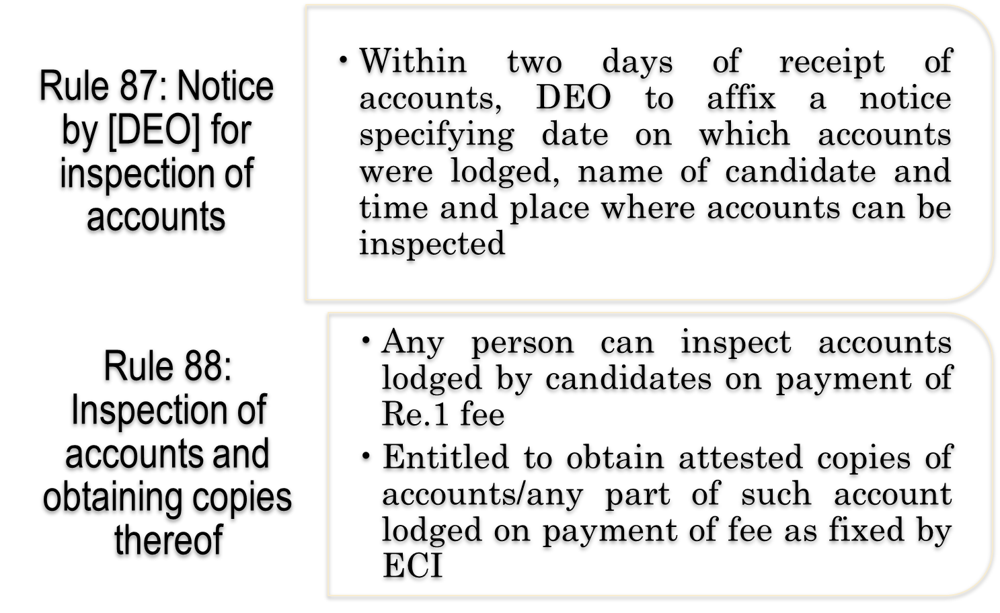 Rule 87: Notice
by [DEO] for
inspection of
accounts
• Within two days of receipt of
accounts, DEO to affix a notice
specifying date on which accounts
were lodged, name of candidate and
time and place where accounts can be
inspected
Rule 88:
Inspection of
accounts and
obtaining copies
thereof
• Any person can inspect accounts
lodged by candidates on payment of
Re.1 fee
• Entitled to obtain attested copies of
accounts/any part of such account
lodged on payment of fee as fixed by
ECI